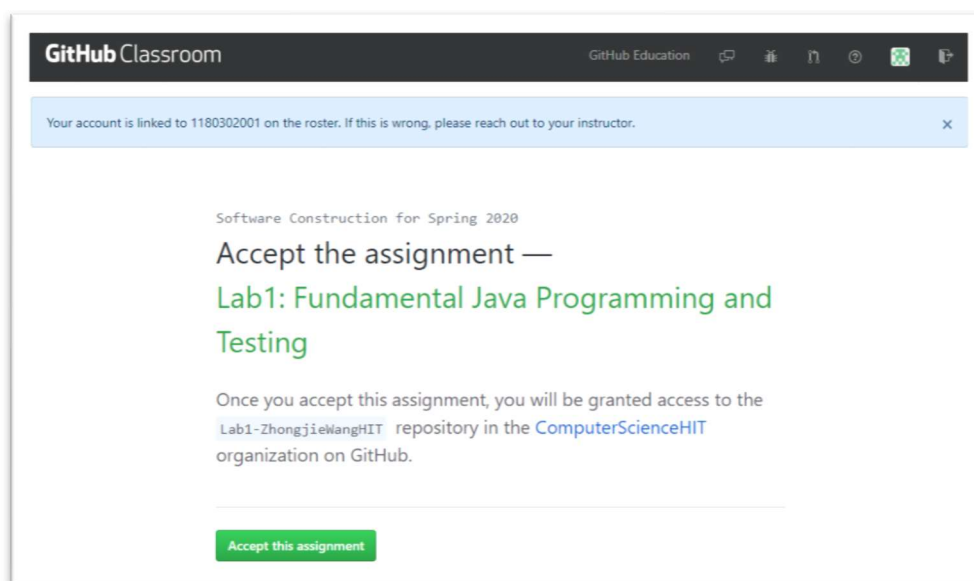 GitHub Classroom
GitHub Education
Your account is linked to 1180302001 on the roster. If this is wrong, please reach out to your instructor.
Software Construction for Spring 2020
Accept the assignment —
Lab1: Fundamental Java Programming and
Testing
Once you accept this assignment, you will be granted access to the
Lab1-ZhongjieWangHIT repository in the ComputerScienceHIT
organization on GitHub.
Accept this assignment